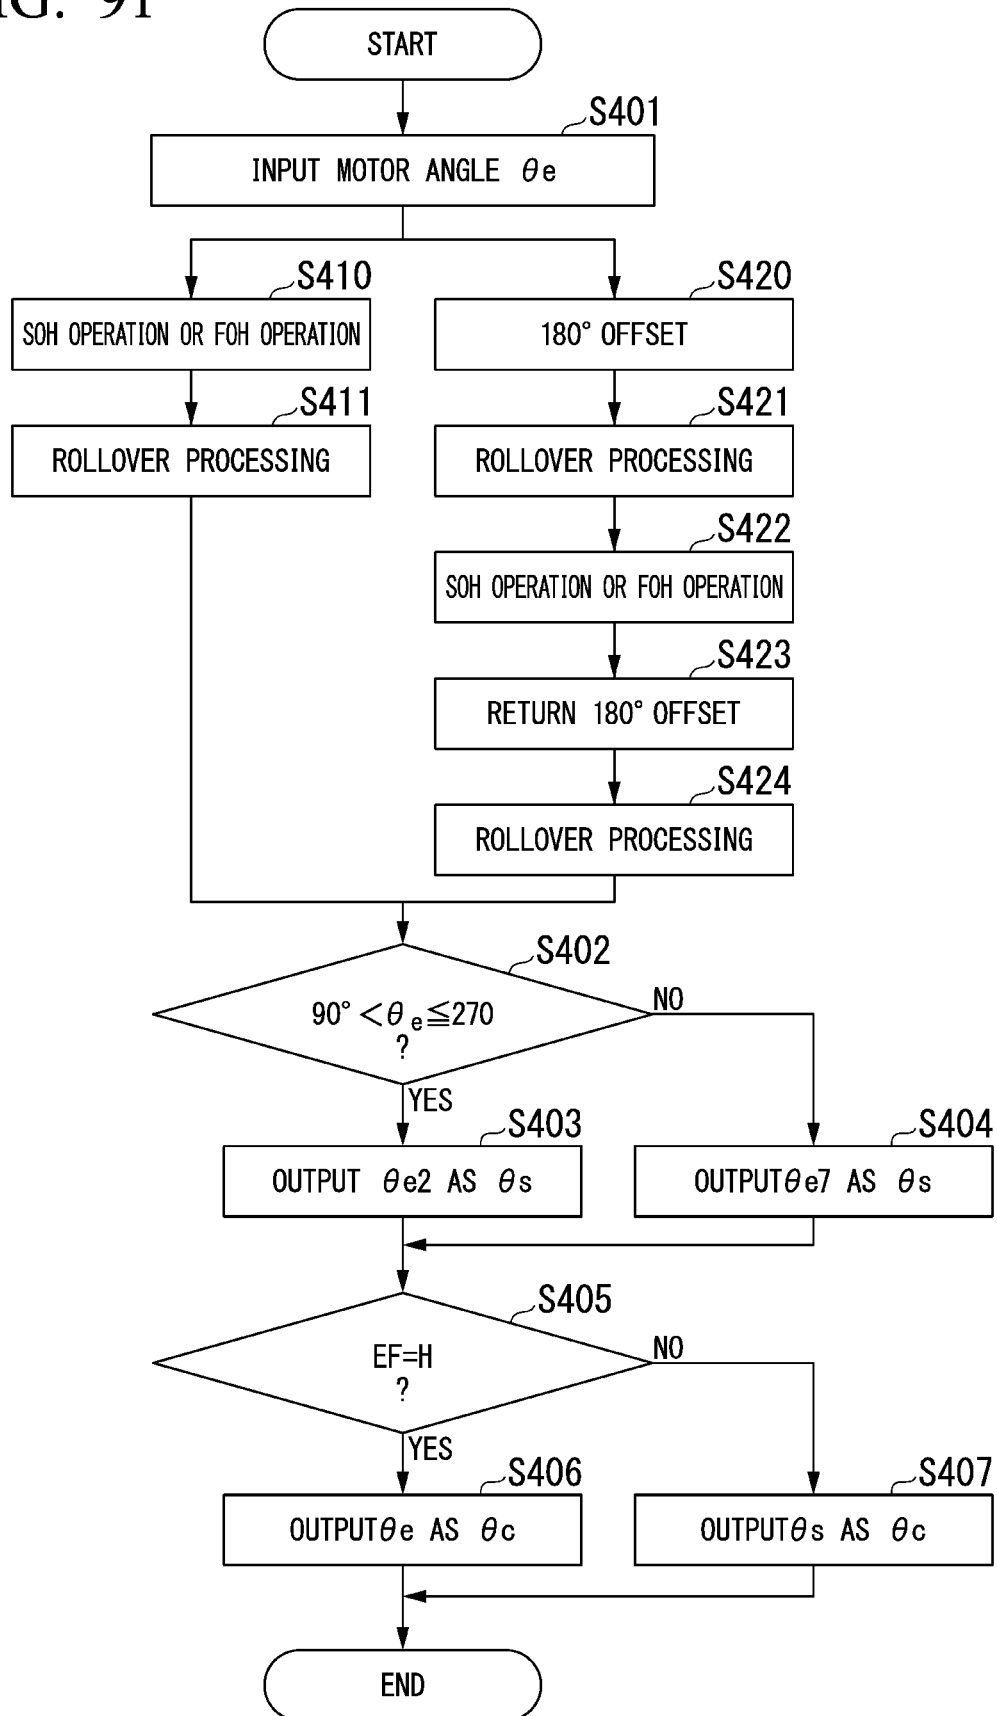 FIG. 91
START
S401
INPUT MOTOR ANGLE θe
S410
SOH OPERATION OR FOH OPERATION
S411
ROLLOVER PROCESSING
S420
180° OFFSET
S421
ROLLOVER PROCESSING
S422
SOH OPERATION OR FOH OPERATION
S423
RETURN 180° OFFSET
S424
ROLLOVER PROCESSING
S402
90° <θe≦270
?
NO
YES
S403
OUTPUT θe2 AS θs
S404
OUTPUTθe7 AS θs
S405
EF=H
?
NO
YES
S406
OUTPUTθe AS θc
S407
OUTPUTθs AS θc
END